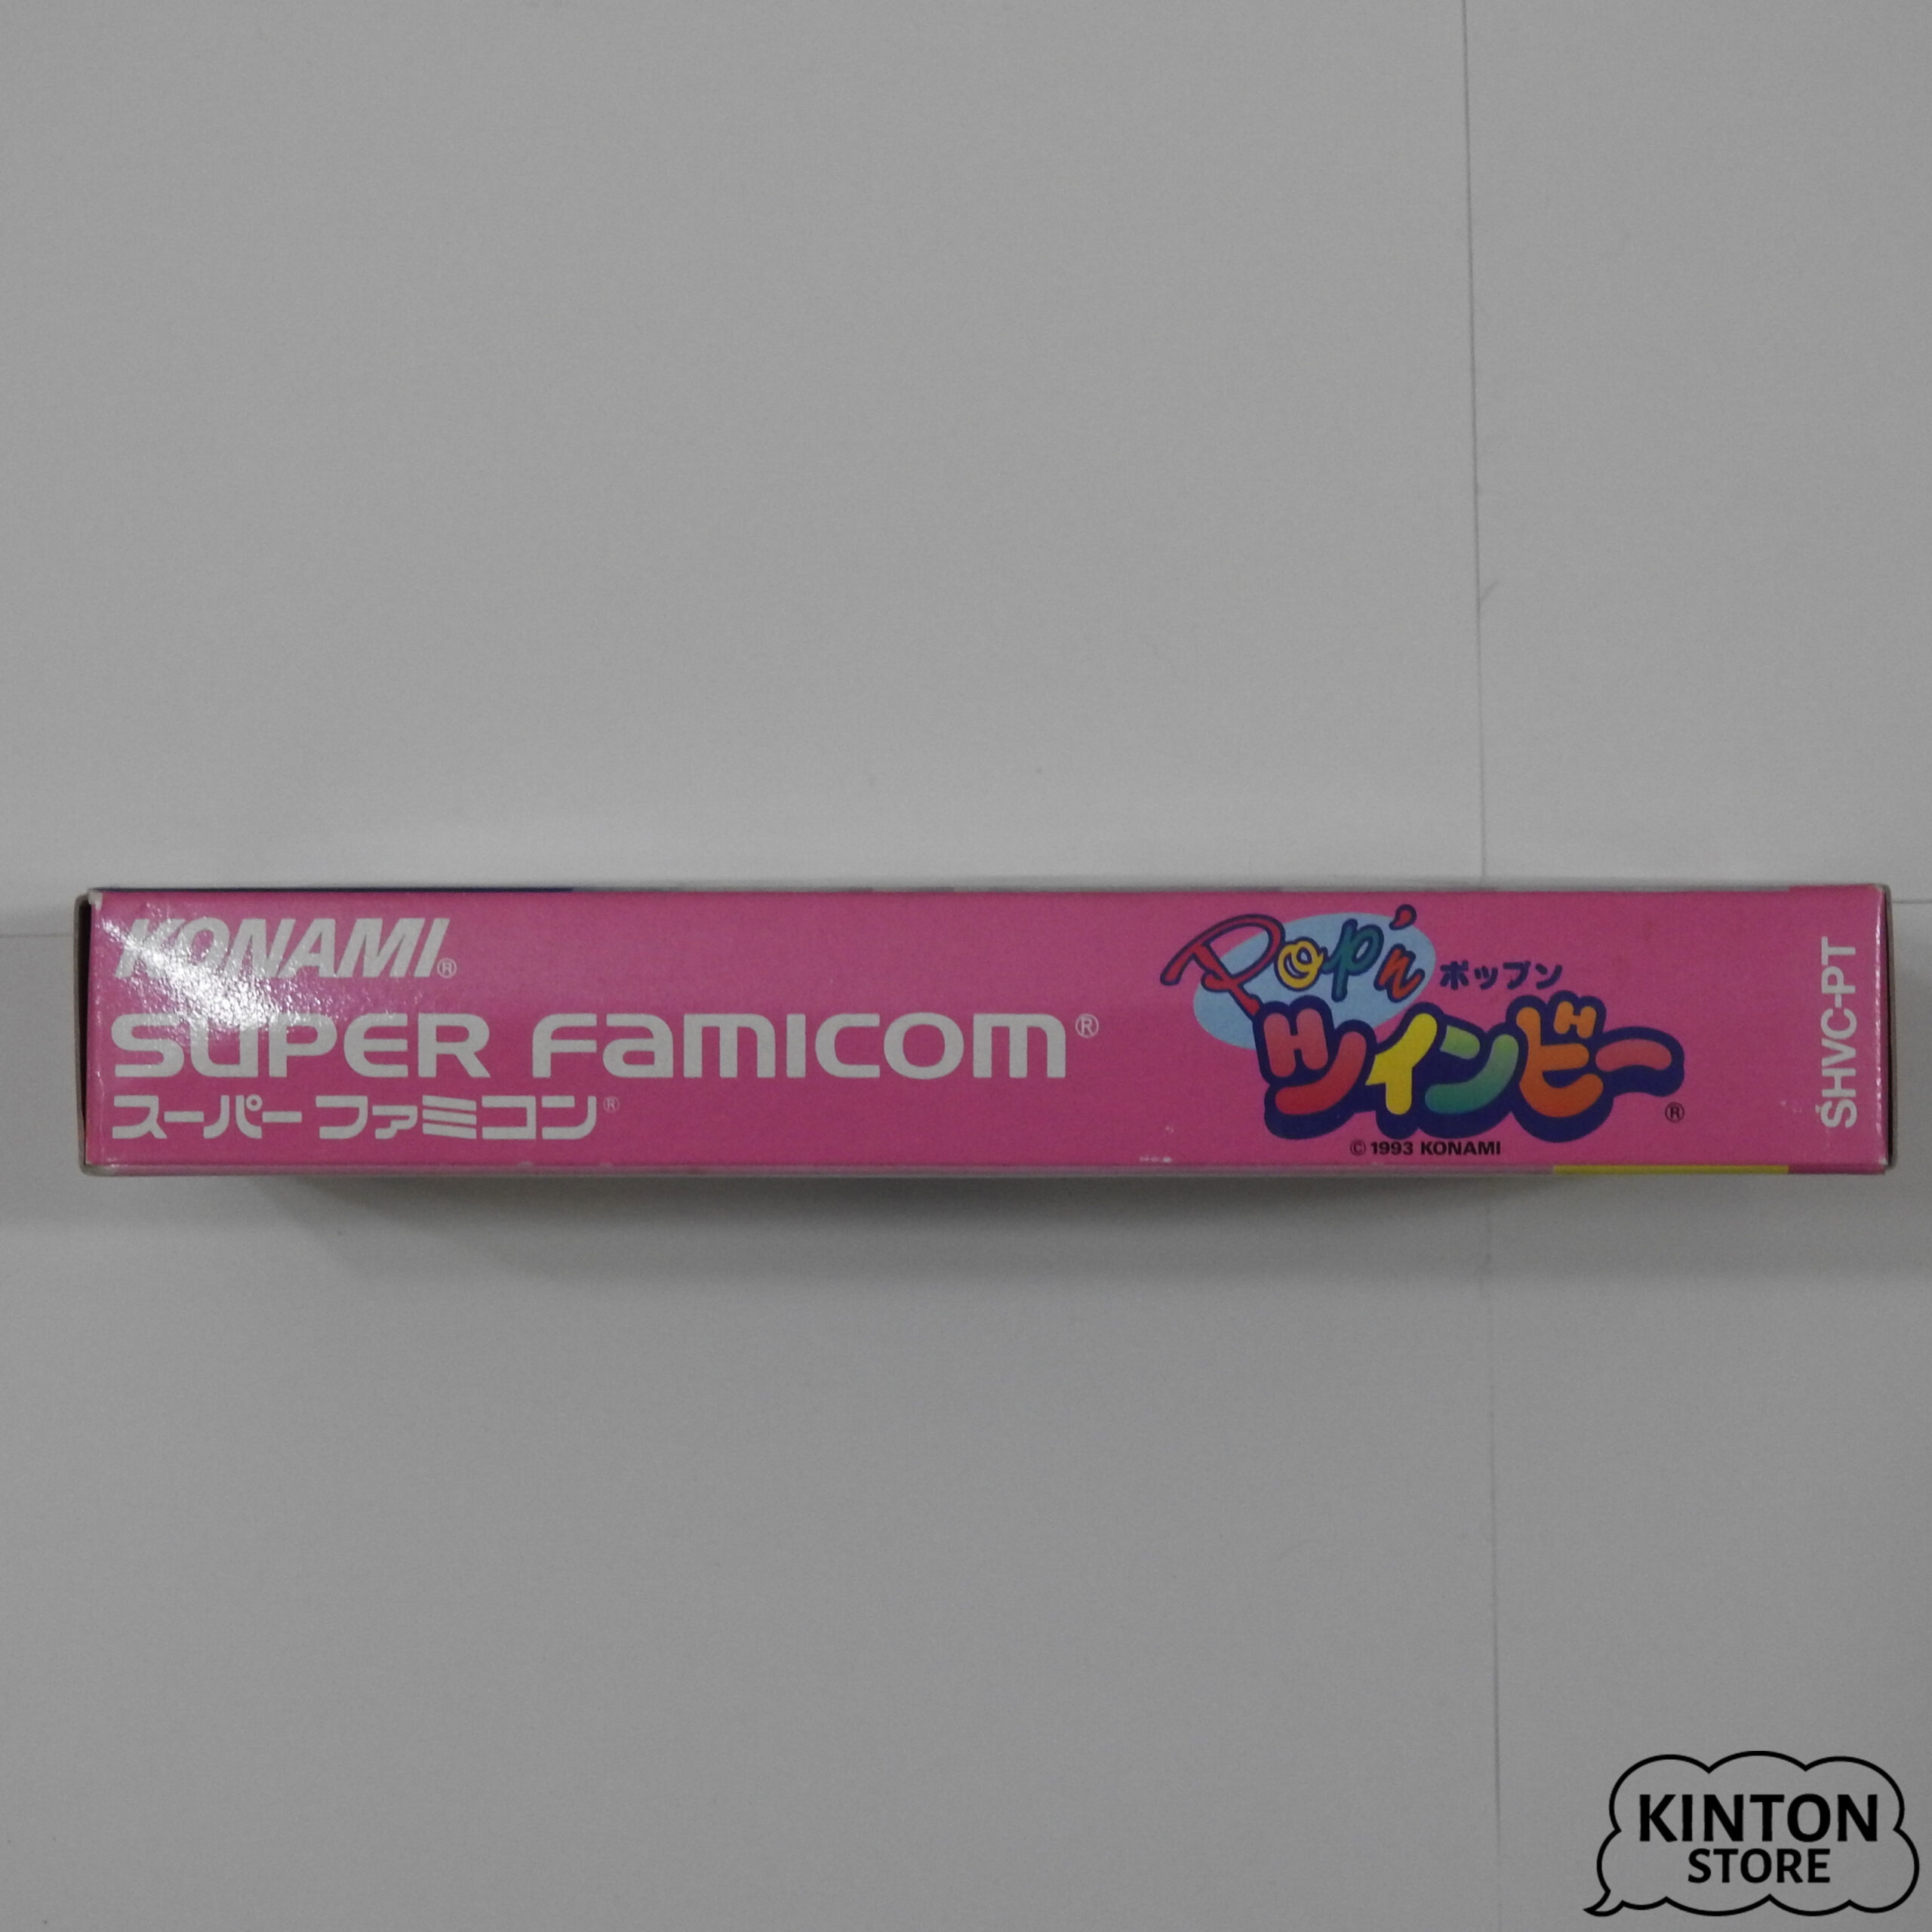 KONAMI®
SUPER FAMICOM®
スーパーファミコン®
Pop'n ポップン
ツインビー®
© 1993 KONAMI
SHVC-PT
KINTON
STORE